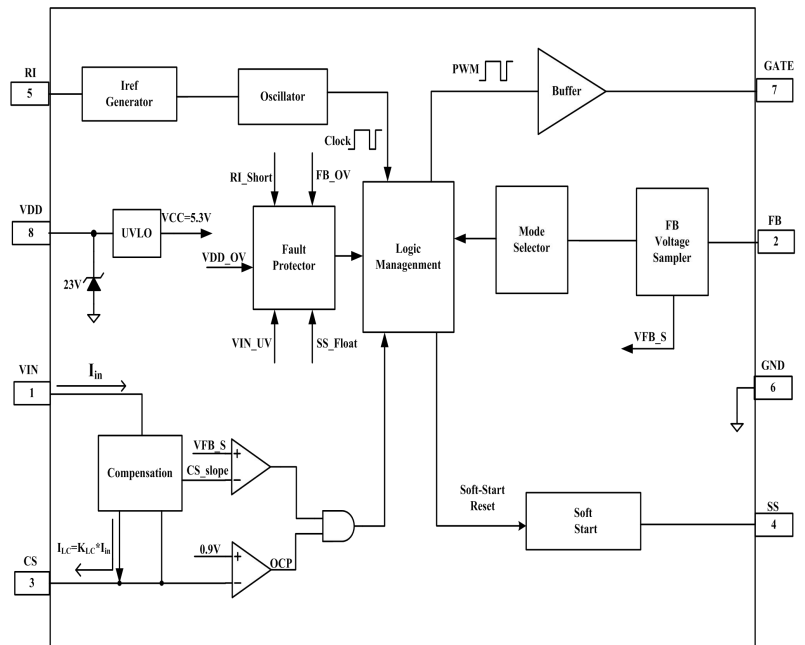 RI
5
Iref
Generator
Oscillator
Clock
PWM
Buffer
GATE
7
VDD
8
UVLO
VCC=5.3V
23V
RI_Short
FB_OV
VDD_OV
Fault
Protector
VIN_UV
SS_Float
Logic
Managenment
Mode
Selector
FB
Voltage
Sampler
FB
2
VFB_S
GND
6
VIN
1
Iin
Compensation
VFB_S
+
CS_slope
−
ILC=KLC*Iin
CS
3
0.9V
+
−
OCP
Soft-Start
Reset
Soft
Start
SS
4